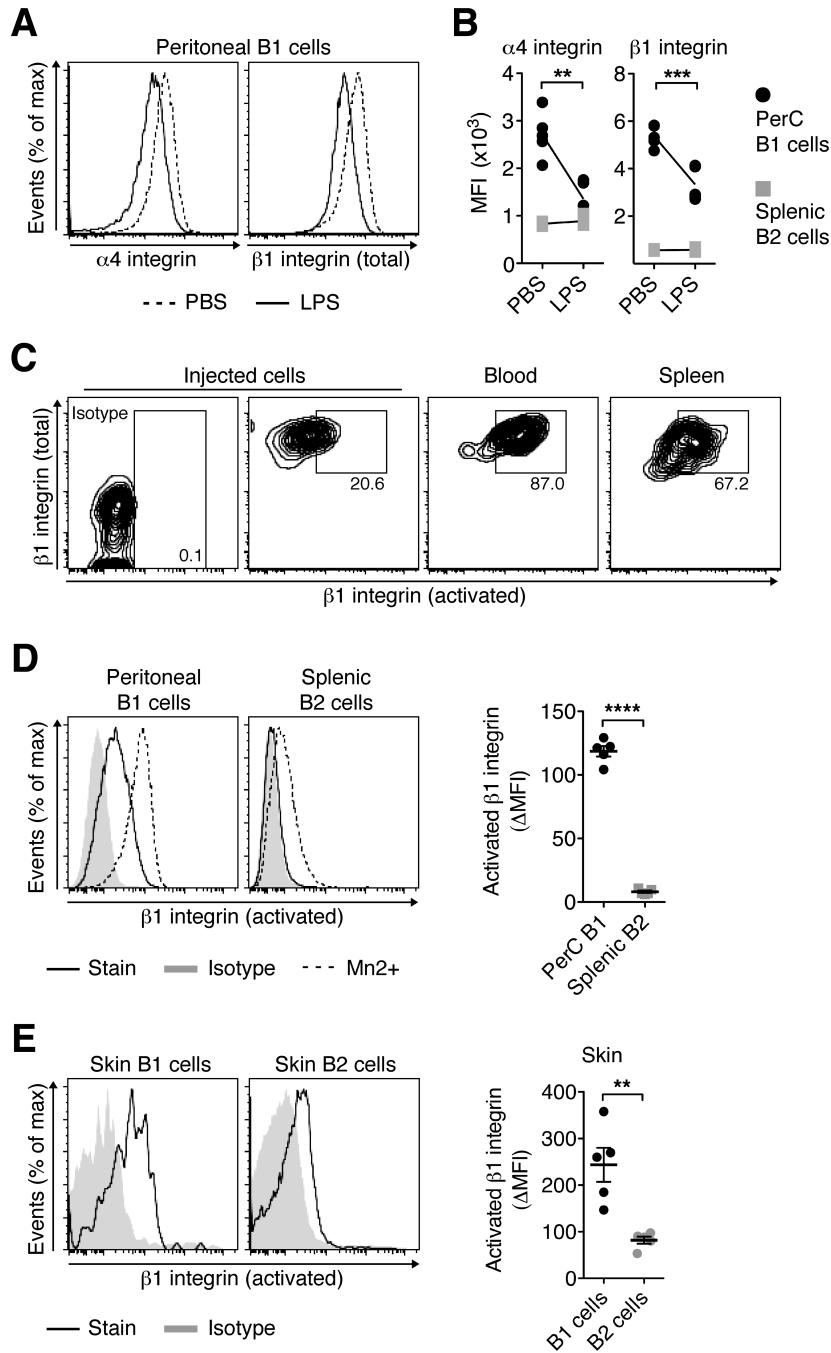 A
Peritoneal B1 cells
Events (% of max)
α4 integrin
β1 integrin (total)
PBS
LPS
B
α4 integrin
β1 integrin
MFI (x10³)
4
3
2
1
0
**
PBS
LPS
8
6
4
2
***
PBS
LPS
PerC
B1 cells
Splenic
B2 cells
C
Injected cells
Blood
Spleen
β1 integrin (total)
Isotype
0.1
20.6
87.0
67.2
β1 integrin (activated)
D
Peritoneal
B1 cells
Splenic
B2 cells
Events (% of max)
β1 integrin (activated)
Stain
Isotype
Mn2+
Activated β1 integrin
(ΔMFI)
150
100
50
0
****
PerC B1
Splenic B2
E
Skin B1 cells
Skin B2 cells
Events (% of max)
β1 integrin (activated)
Stain
Isotype
Skin
Activated β1 integrin
(ΔMFI)
400
300
200
100
0
**
B1 cells
B2 cells